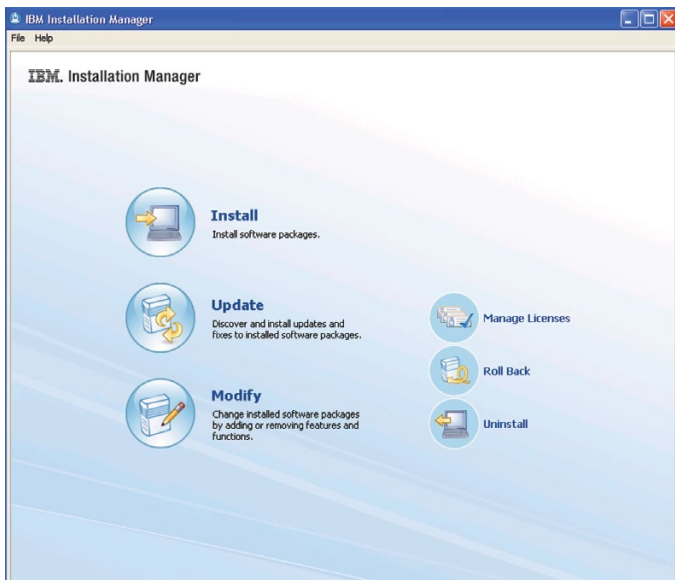 IBM Installation Manager
File Help
IBM. Installation Manager
Install
Install software packages.
Update
Discover and install updates and
fixes to installed software packages.
Modify
Change installed software packages
by adding or removing features and
functions.
Manage Licenses
Roll Back
Uninstall